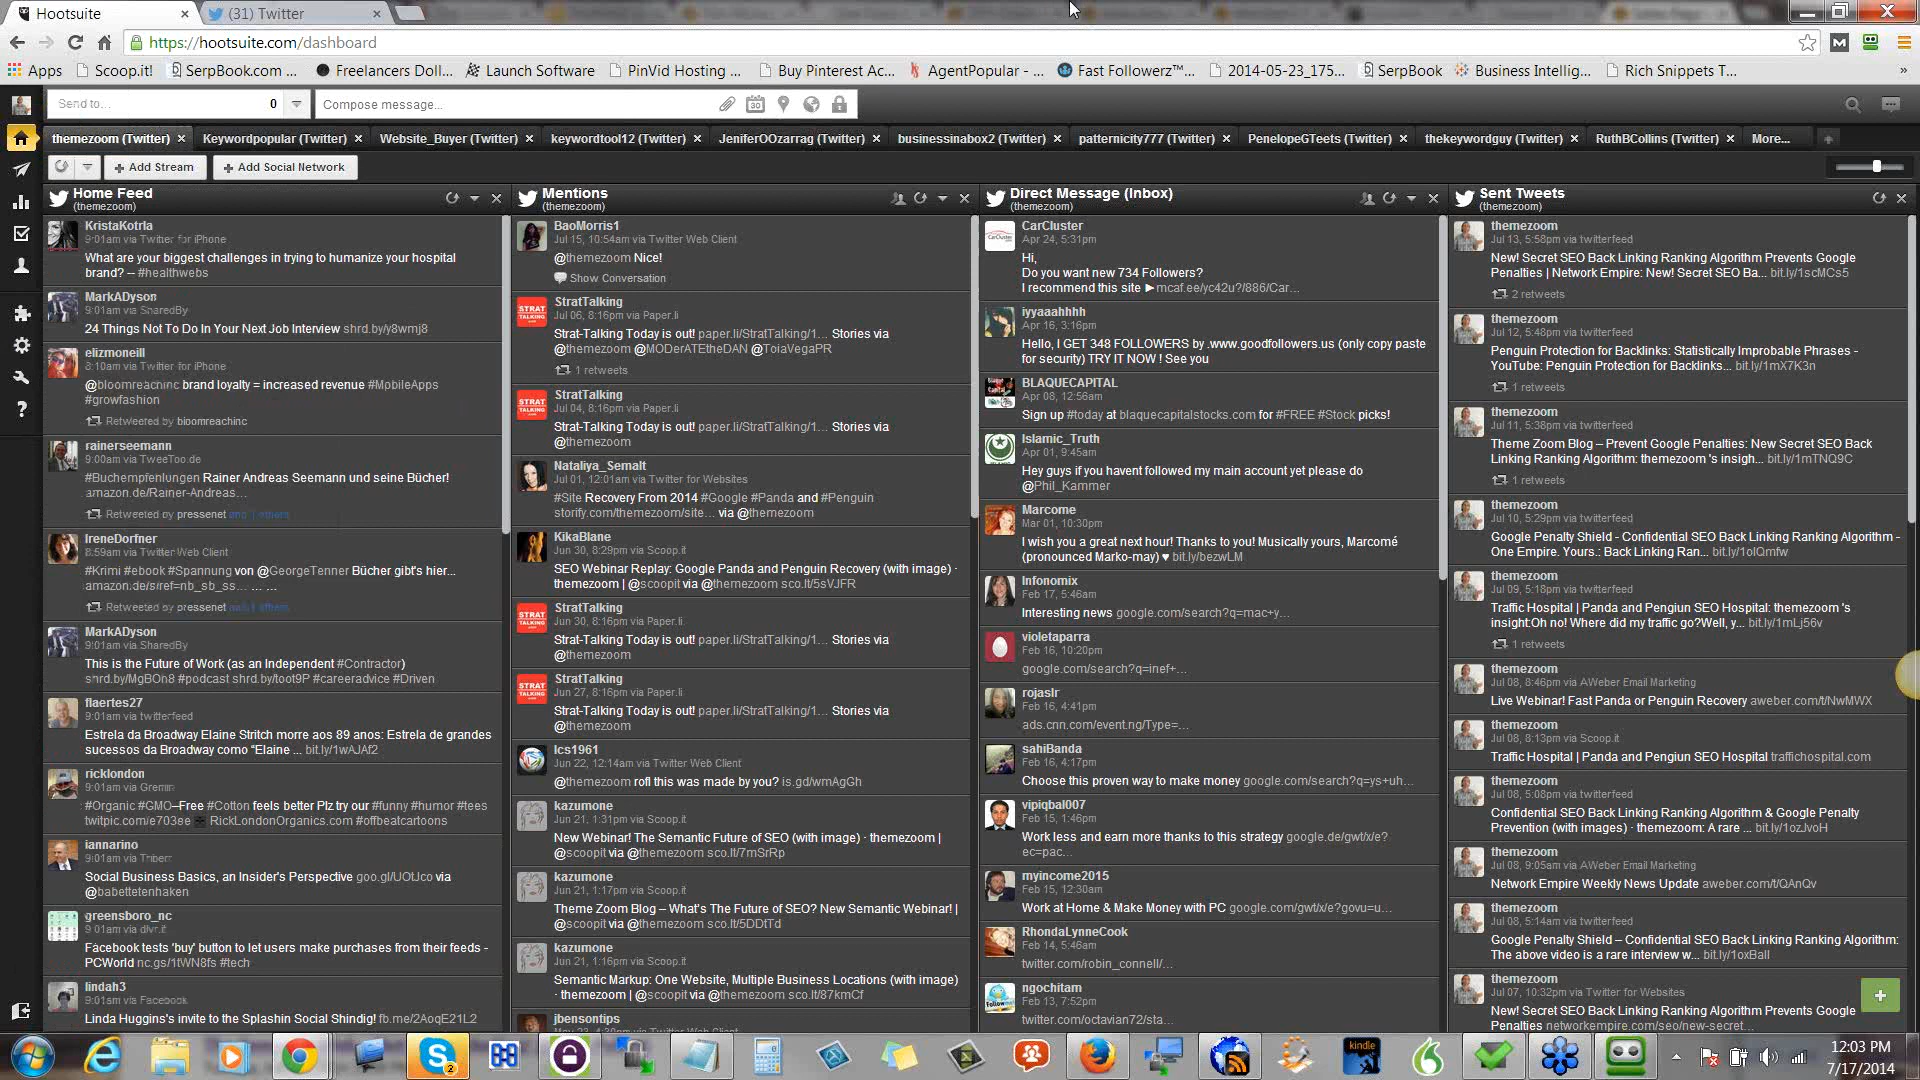 Hootsuite
(31) Twitter
https://hootsuite.com/dashboard
Apps
Scoop.it!
SerpBook.com ...
Freelancers Doll...
Launch Software
PinVid Hosting ...
Buy Pinterest Ac...
AgentPopular - ...
Fast Followerz™...
2014-05-23_175...
SerpBook
Business Intellig...
Rich Snippets T...
»
Send to...
0
Compose message...
themezoom (Twitter)
Keywordpopular (Twitter)
Website_Buyer (Twitter)
keywordtool12 (Twitter)
JeniferOOzarrag (Twitter)
businessinabox2 (Twitter)
patternicity777 (Twitter)
PenelopeGTeets (Twitter)
thekeywordguy (Twitter)
RuthBCollins (Twitter)
More...
+ Add Stream
+ Add Social Network
Home Feed
(themezoom)
KristaKotrla
9:01am via Twitter for iPhone
What are your biggest challenges in trying to humanize your hospital
brand? -- #healthwebs
MarkADyson
9:01am via SharedBy
24 Things Not To Do In Your Next Job Interview shrd.by/y8wmj8
elizmoneill
8:10am via Twitter for iPhone
@bloomreachinc brand loyalty = increased revenue #MobileApps
#growfashion
Retweeted by bloomreachinc
rainerseemann
9:00am via TweeToo.de
#Buchempfehlungen Rainer Andreas Seemann und seine Bücher!
amazon.de/Rainer-Andreas...
Retweeted by pressenet and 1 others
IreneDorfner
8:59am via Twitter Web Client
#Krimi #ebook #Spannung von @GeorgeTenner Bücher gibt's hier...
amazon.de/s/ref=nb_sb_ss... ... ...
Retweeted by pressenet and 1 others
MarkADyson
9:01am via SharedBy
This is the Future of Work (as an Independent #Contractor)
shrd.by/MgBOn8 #podcast shrd.by/toot9P #careeradvice #Driven
flaertes27
9:01am via twitterfeed
Estrela da Broadway Elaine Stritch morre aos 89 anos: Estrela de grandes
sucessos da Broadway como "Elaine ... bit.ly/1wAJAf2
ricklondon
9:01am via Gremln
#Organic #GMO–Free #Cotton feels better Plz try our #funny #humor #tees
twitpic.com/e703ee RickLondonOrganics.com #offbeatcartoons
iannarino
9:01am via Triberr
Social Business Basics, an Insider's Perspective goo.gl/UOtJco via
@babettetenhaken
greensboro_nc
9:01am via dlvr.it
Facebook tests 'buy' button to let users make purchases from their feeds -
PCWorld nc.gs/1tWN8fs #tech
lindah3
9:01am via Facebook
Linda Huggins's invite to the Splashin Social Shindig! fb.me/2AoqE21L2
Mentions
(themezoom)
BaoMorris1
Jul 15, 10:54am via Twitter Web Client
@themezoom Nice!
Show Conversation
StratTalking
Jul 06, 8:16pm via Paper.li
Strat-Talking Today is out! paper.li/StratTalking/1... Stories via
@themezoom @MODerATEtheDAN @ToiaVegaPR
1 retweets
StratTalking
Jul 04, 8:16pm via Paper.li
Strat-Talking Today is out! paper.li/StratTalking/1... Stories via
@themezoom
Nataliya_Semalt
Jul 01, 12:01am via Twitter for Websites
#Site Recovery From 2014 #Google #Panda and #Penguin
storify.com/themezoom/site... via @themezoom
KikaBlane
Jun 30, 8:29pm via Scoop.it
SEO Webinar Replay: Google Panda and Penguin Recovery (with image) ·
themezoom | @scoopit via @themezoom sco.lt/5sVJFR
StratTalking
Jun 30, 8:16pm via Paper.li
Strat-Talking Today is out! paper.li/StratTalking/1... Stories via
@themezoom
StratTalking
Jun 27, 8:16pm via Paper.li
Strat-Talking Today is out! paper.li/StratTalking/1... Stories via
@themezoom
lcs1961
Jun 22, 12:14am via Twitter Web Client
@themezoom rofl this was made by you? is.gd/wmAgGh
kazumone
Jun 21, 1:31pm via Scoop.it
New Webinar! The Semantic Future of SEO (with image) · themezoom |
@scoopit via @themezoom sco.lt/7mSrRp
kazumone
Jun 21, 1:17pm via Scoop.it
Theme Zoom Blog – What's The Future of SEO? New Semantic Webinar! |
@scoopit via @themezoom sco.lt/5DDtTd
kazumone
Jun 21, 1:16pm via Scoop.it
Semantic Markup: One Website, Multiple Business Locations (with image)
· themezoom | @scoopit via @themezoom sco.lt/87kmCf
jbensontips
May 23, 4:30pm via Twitter Web Client
Direct Message (Inbox)
(themezoom)
CarCluster
Apr 24, 5:31pm
Hi,
Do you want new 734 Followers?
I recommend this site ►mcaf.ee/yc42u?/886/Car...
iyyaaahhhh
Apr 16, 3:16pm
Hello, I GET 348 FOLLOWERS by .www.goodfollowers.us (only copy paste
for security) TRY IT NOW ! See you
BLAQUECAPITAL
Apr 08, 12:56am
Sign up #today at blaquecapitalstocks.com for #FREE #Stock picks!
Islamic_Truth
Apr 01, 9:45am
Hey guys if you havent followed my main account yet please do
@Phil_Kammer
Marcome
Mar 01, 10:30pm
I wish you a great next hour! Thanks to you! Musically yours, Marcomé
(pronounced Marko-may) ♥ bit.ly/bezwLM
Infonomix
Feb 17, 5:46am
Interesting news google.com/search?q=mac+y...
violetaparra
Feb 16, 10:20pm
google.com/search?q=inef+...
rojaslr
Feb 16, 4:41pm
ads.cnn.com/event.ng/Type=...
sahiBanda
Feb 16, 4:17pm
Choose this proven way to make money google.com/search?q=ys+uh...
vipiqbal007
Feb 15, 1:46pm
Work less and earn more thanks to this strategy google.de/gwt/x/e?
ec=pac...
myincome2015
Feb 15, 12:30am
Work at Home & Make Money with PC google.com/gwt/x/e?govu=u...
RhondaLynneCook
Feb 14, 5:46am
twitter.com/robin_connell/...
ngochitam
Feb 13, 7:52pm
twitter.com/octavian72/sta...
Sent Tweets
(themezoom)
themezoom
Jul 13, 5:58pm via twitterfeed
New! Secret SEO Back Linking Ranking Algorithm Prevents Google
Penalties | Network Empire: New! Secret SEO Ba... bit.ly/1scMCs5
2 retweets
themezoom
Jul 12, 5:48pm via twitterfeed
Penguin Protection for Backlinks: Statistically Improbable Phrases -
YouTube: Penguin Protection for Backlinks... bit.ly/1mX7K3n
1 retweets
themezoom
Jul 11, 5:38pm via twitterfeed
Theme Zoom Blog – Prevent Google Penalties: New Secret SEO Back
Linking Ranking Algorithm: themezoom 's insigh... bit.ly/1mTNQ9C
1 retweets
themezoom
Jul 10, 5:29pm via twitterfeed
Google Penalty Shield - Confidential SEO Back Linking Ranking Algorithm -
One Empire. Yours.: Back Linking Ran... bit.ly/1oIQmfw
themezoom
Jul 09, 5:18pm via twitterfeed
Traffic Hospital | Panda and Pengiun SEO Hospital: themezoom 's
insight:Oh no! Where did my traffic go?Well, y... bit.ly/1mLj56v
1 retweets
themezoom
Jul 08, 8:46pm via AWeber Email Marketing
Live Webinar! Fast Panda or Penguin Recovery aweber.com/t/NwMWX
themezoom
Jul 08, 8:13pm via Scoop.it
Traffic Hospital | Panda and Pengiun SEO Hospital traffichospital.com
themezoom
Jul 08, 5:08pm via twitterfeed
Confidential SEO Back Linking Ranking Algorithm & Google Penalty
Prevention (with images) · themezoom: A rare ... bit.ly/1ozJvoH
themezoom
Jul 08, 9:05am via AWeber Email Marketing
Network Empire Weekly News Update aweber.com/t/QAnQv
themezoom
Jul 08, 5:14am via twitterfeed
Google Penalty Shield – Confidential SEO Back Linking Ranking Algorithm:
The above video is a rare interview w... bit.ly/1oxBall
themezoom
Jul 07, 10:32pm via Twitter for Websites
New! Secret SEO Back Linking Ranking Algorithm Prevents Google
Penalties networkempire.com/seo/new-secret...
2
kindle
12:03 PM
7/17/2014